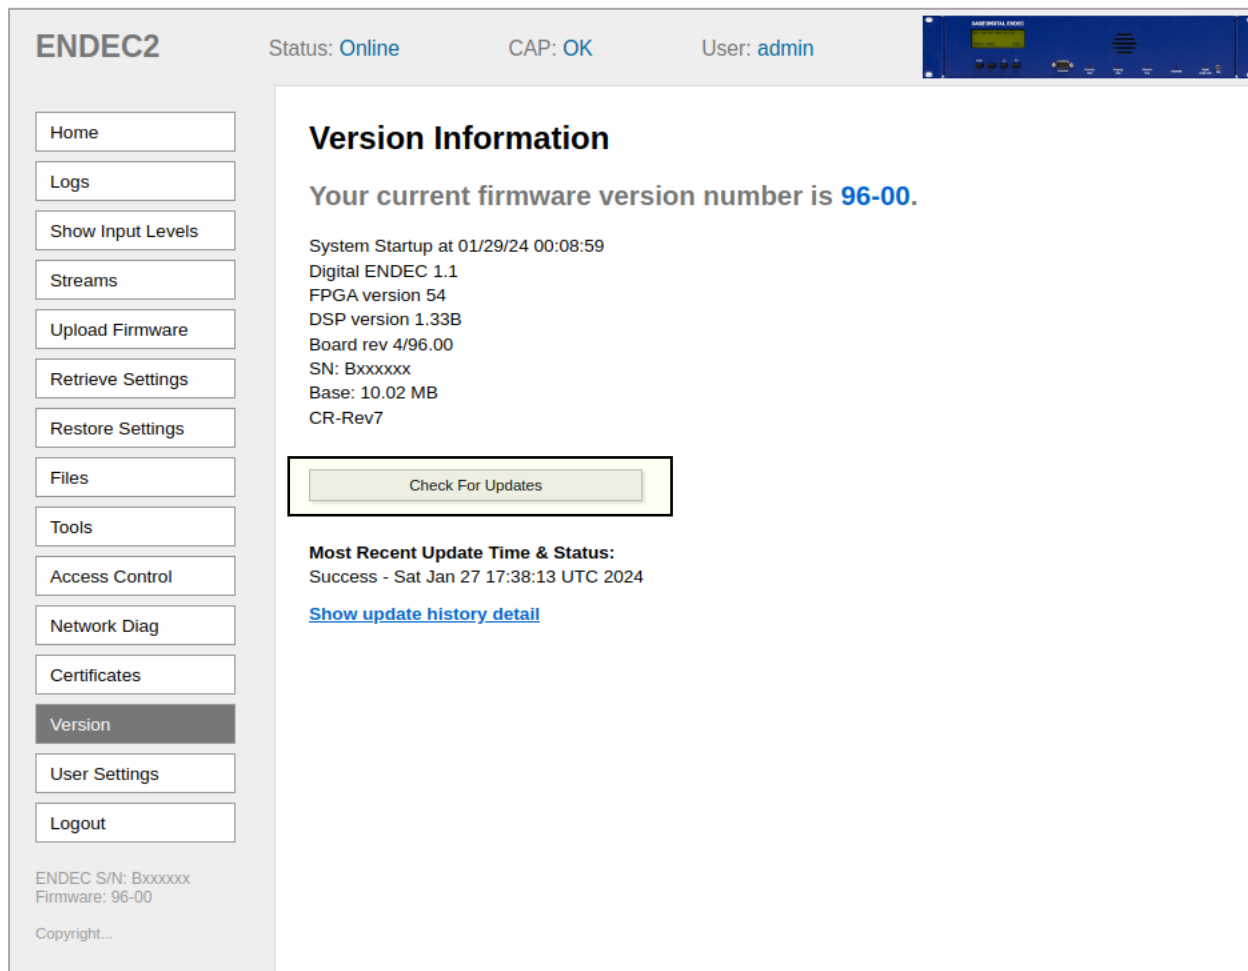 ENDEC2
Status: Online
CAP: OK
User: admin
SAGE DIGITAL ENDEC
Home
Logs
Show Input Levels
Streams
Upload Firmware
Retrieve Settings
Restore Settings
Files
Tools
Access Control
Network Diag
Certificates
Version
User Settings
Logout
ENDEC S/N: Bxxxxxx
Firmware: 96-00
Copyright...
Version Information
Your current firmware version number is 96-00.
System Startup at 01/29/24 00:08:59
Digital ENDEC 1.1
FPGA version 54
DSP version 1.33B
Board rev 4/96.00
SN: Bxxxxxx
Base: 10.02 MB
CR-Rev7
Check For Updates
Most Recent Update Time & Status:
Success - Sat Jan 27 17:38:13 UTC 2024
Show update history detail